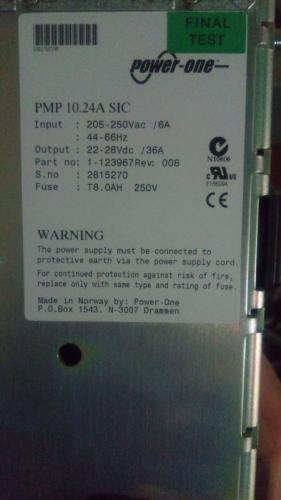 FINAL
TEST
power-one
PMP 10.24A SIC
Input : 205-250Vac /6A
: 44-66Hz
Output : 22-28Vdc /36A
Part no: 1-123967Rev: 008
S.no : 2815270
Fuse : T8.0AH 250V
N10606
C US
E186094
CE
WARNING
The power supply must be connected to
protective earth via the power supply cord.
For continued protection against risk of fire,
replace only with same type and rating of fuse.
Made in Norway by: Power-One
P.O.Box 1543. N-3007 Drammen